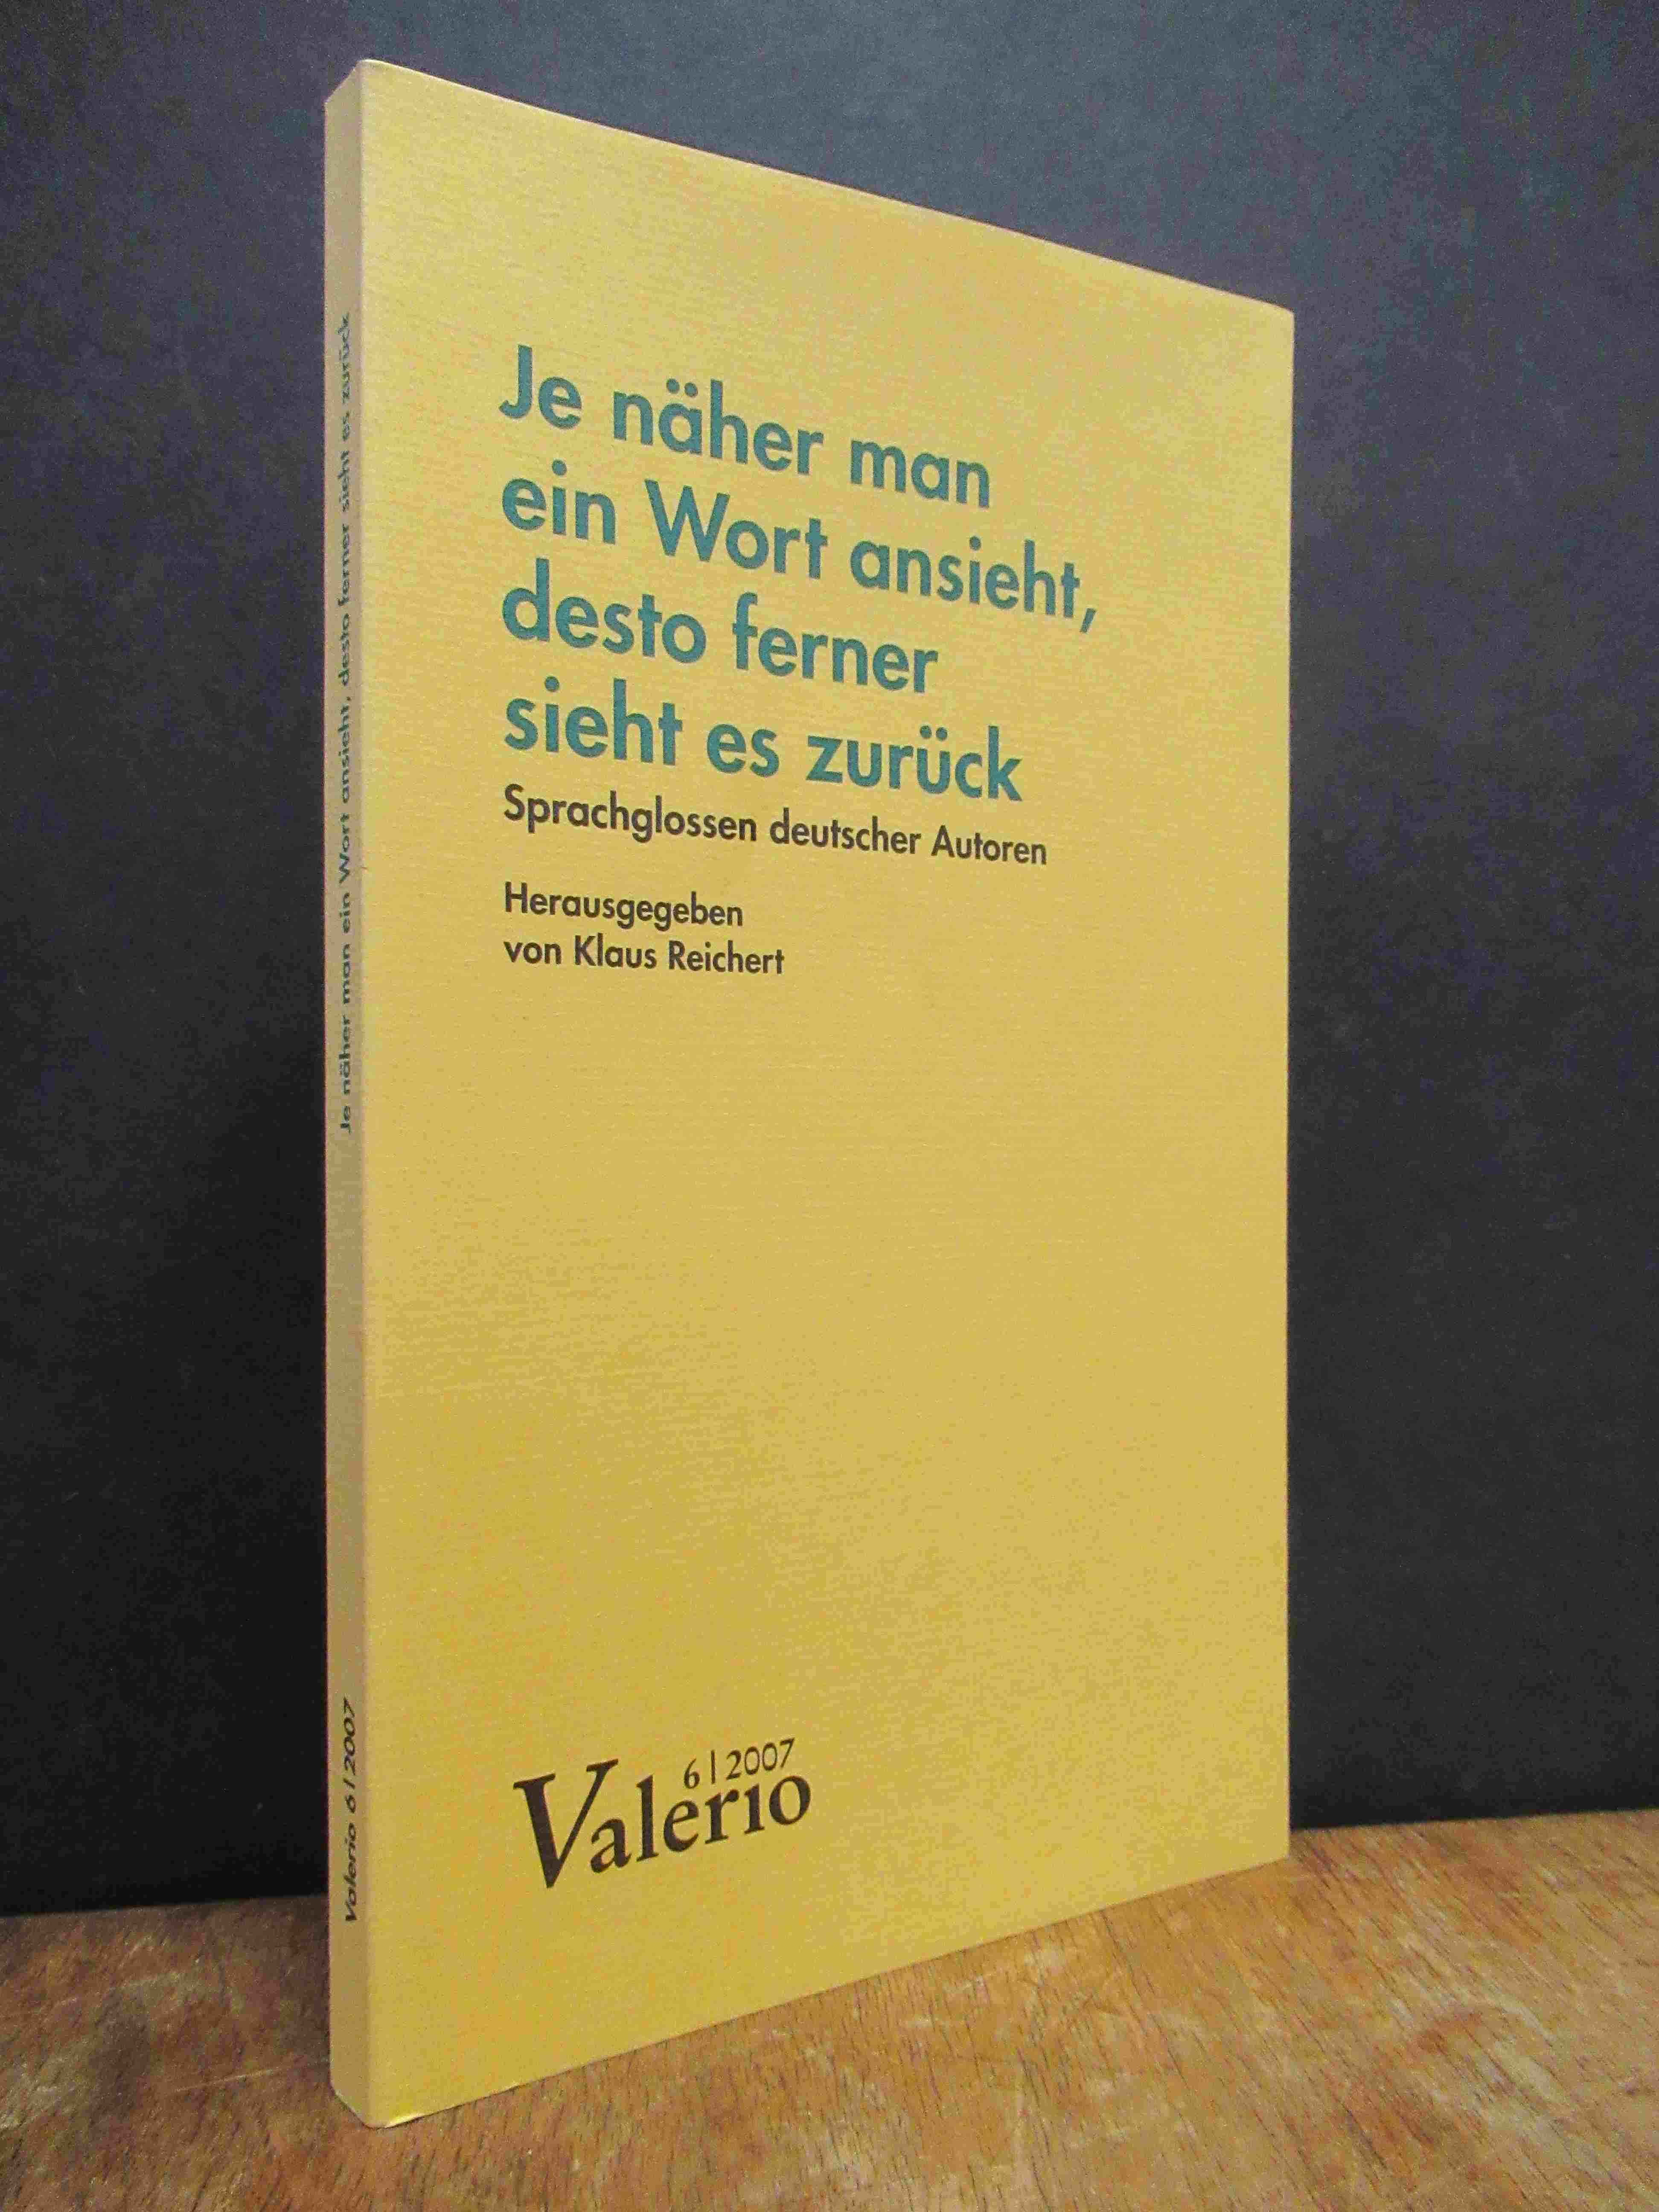 Je näher man
ein Wort ansieht,
desto ferner
sieht es zurück
Sprachglossen deutscher Autoren
Herausgegeben
von Klaus Reichert
6 | 2007
Valerio
Je näher man ein Wort ansieht, desto ferner sieht es zurück
Valerio 6 | 2007